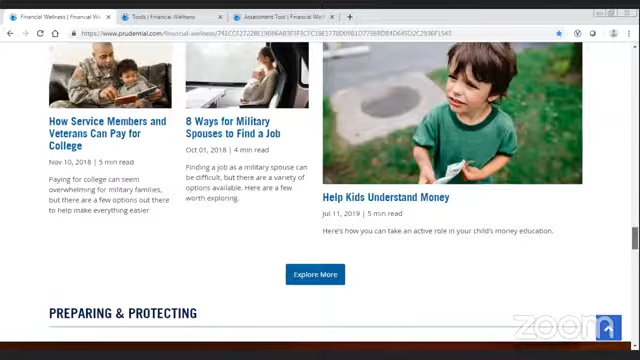 Financial Wellness | Financial Wel
Tools | Financial Wellness
Assessment Tool | Financial Wel
How Service Members and
Veterans Can Pay for
College
Nov 10, 2018 | 5 min read
Paying for college can seem
overwhelming for military families,
but there are a few options out there
to help make everything easier
8 Ways for Military
Spouses to Find a Job
Oct 01, 2018 | 4 min read
Finding a job as a military spouse can
be difficult, but there are a variety of
options available. Here are a few
worth exploring.
Help Kids Understand Money
Jul 11, 2019 | 5 min read
Here's how you can take an active role in your child's money education.
Explore More
PREPARING & PROTECTING
zoom